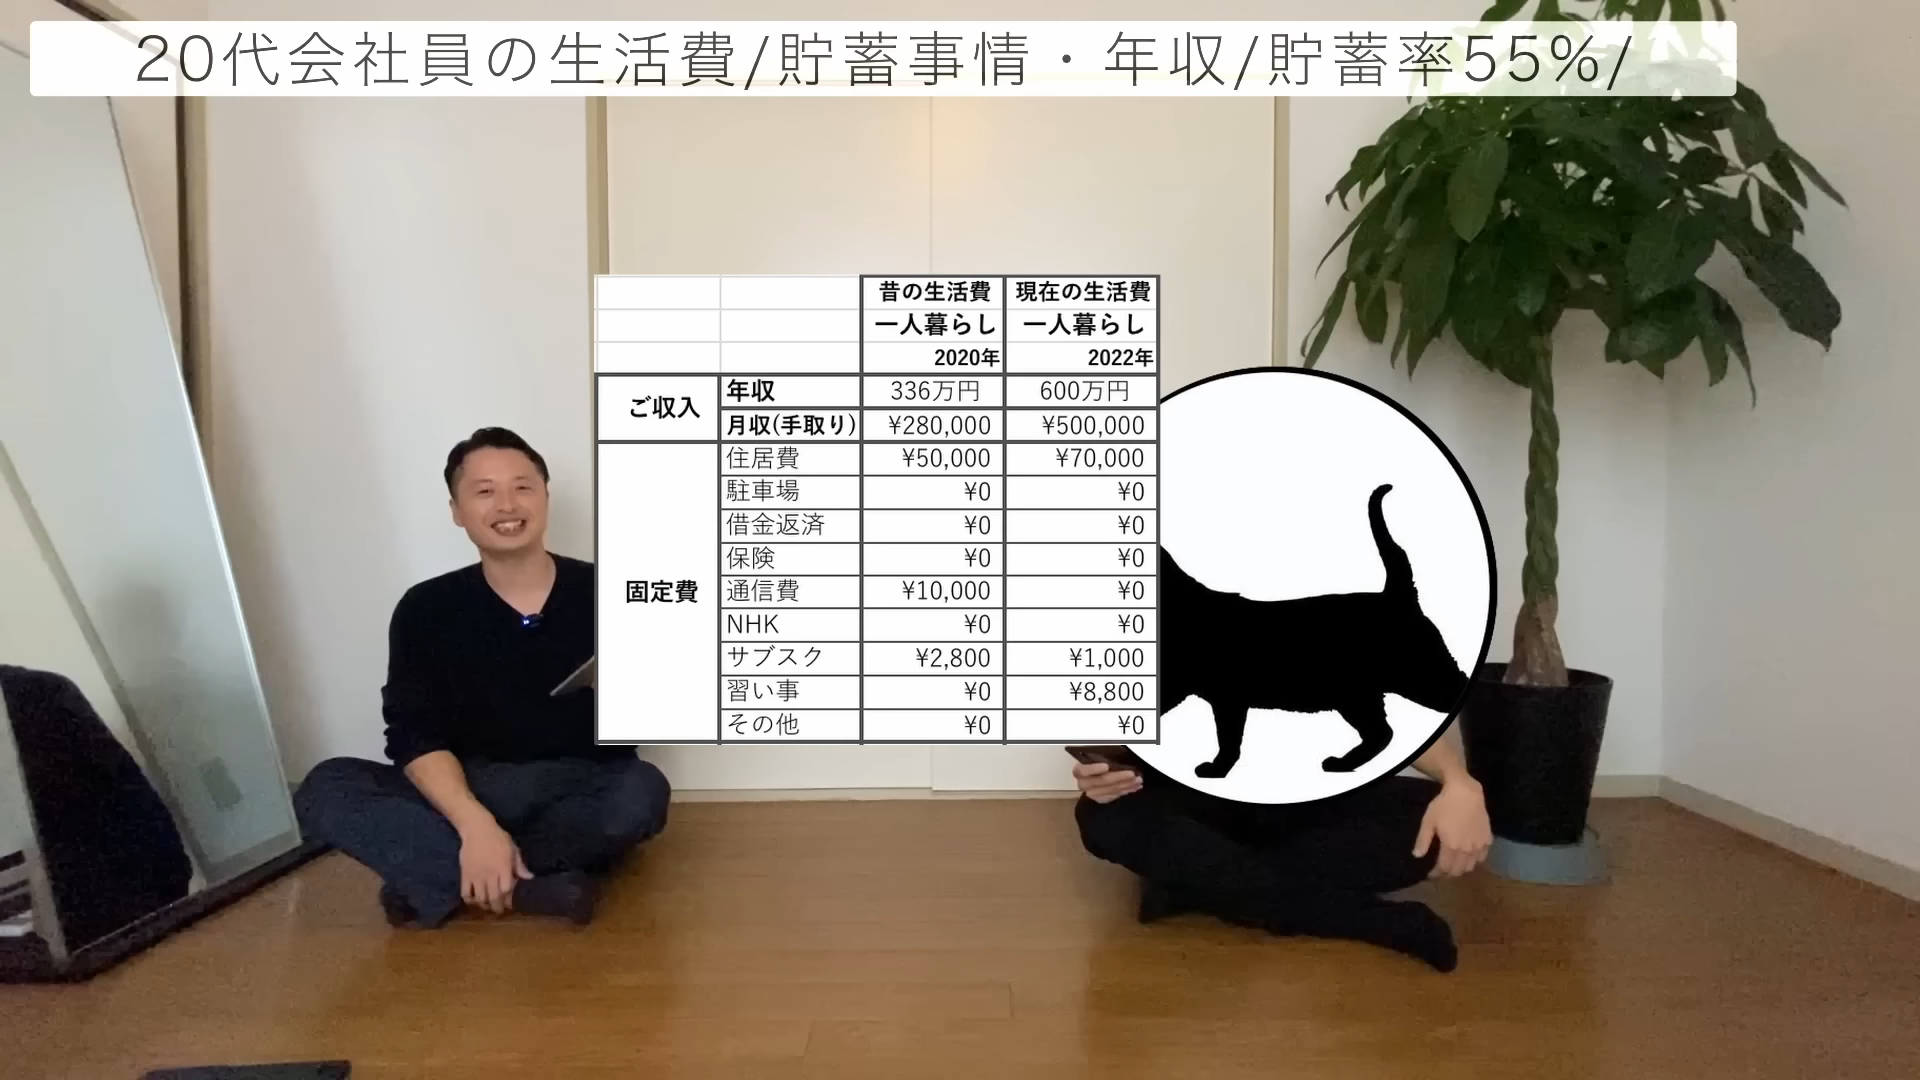 20代会社員の生活費/貯蓄事情・年収/貯蓄率55%/
昔の生活費 現在の生活費
一人暮らし 一人暮らし
2020年 2022年
ご収入 年収 336万円 600万円
月収(手取り) ¥280,000 ¥500,000
固定費 住居費 ¥50,000 ¥70,000
駐車場 ¥0 ¥0
借金返済 ¥0 ¥0
保険 ¥0 ¥0
通信費 ¥10,000 ¥0
NHK ¥0 ¥0
サブスク ¥2,800 ¥1,000
習い事 ¥0 ¥8,800
その他 ¥0 ¥0